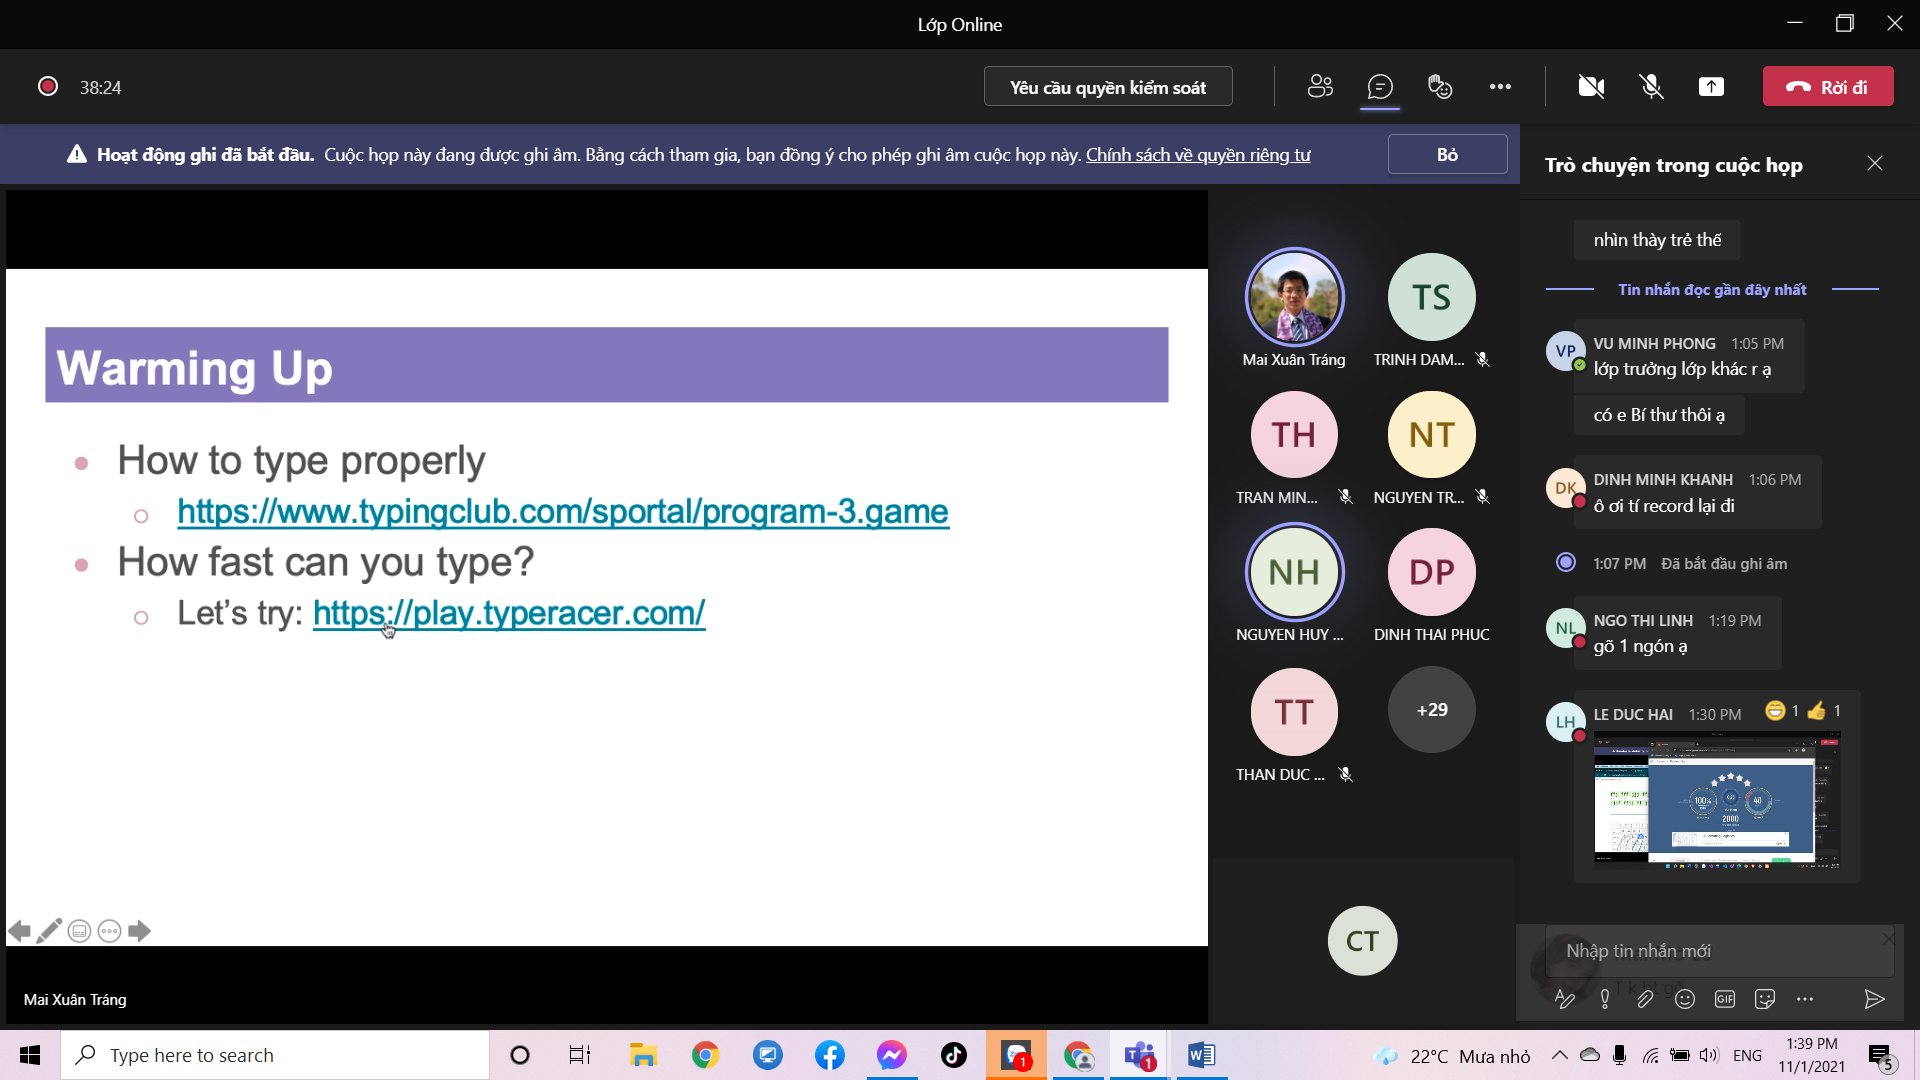 Lớp Online
38:24
Yêu cầu quyền kiểm soát
Rời đi
Hoạt động ghi đã bắt đầu. Cuộc họp này đang được ghi âm. Bằng cách tham gia, bạn đồng ý cho phép ghi âm cuộc họp này. Chính sách về quyền riêng tư
Bỏ
Warming Up
How to type properly
https://www.typingclub.com/sportal/program-3.game
How fast can you type?
Let's try: https://play.typeracer.com/
Mai Xuân Tráng
Mai Xuân Tráng
TS
TRINH DAM...
TH
TRAN MIN...
NT
NGUYEN TR...
NH
NGUYEN HUY ...
DP
DINH THAI PHUC
TT
THAN DUC ...
+29
CT
Trò chuyện trong cuộc họp
nhìn thày trẻ thế
Tin nhắn đọc gần đây nhất
VP
VU MINH PHONG 1:05 PM
lớp trưởng lớp khác r ạ
có e Bí thư thôi ạ
DK
DINH MINH KHANH 1:06 PM
ô ơi tí record lại đi
1:07 PM Đã bắt đầu ghi âm
NL
NGO THI LINH 1:19 PM
gõ 1 ngón ạ
LH
LE DUC HAI 1:30 PM
1 1
100%
40
2000
Nhập tin nhắn mới
GIF
Type here to search
1
1
22°C Mưa nhỏ
ENG
1:39 PM
11/1/2021
5